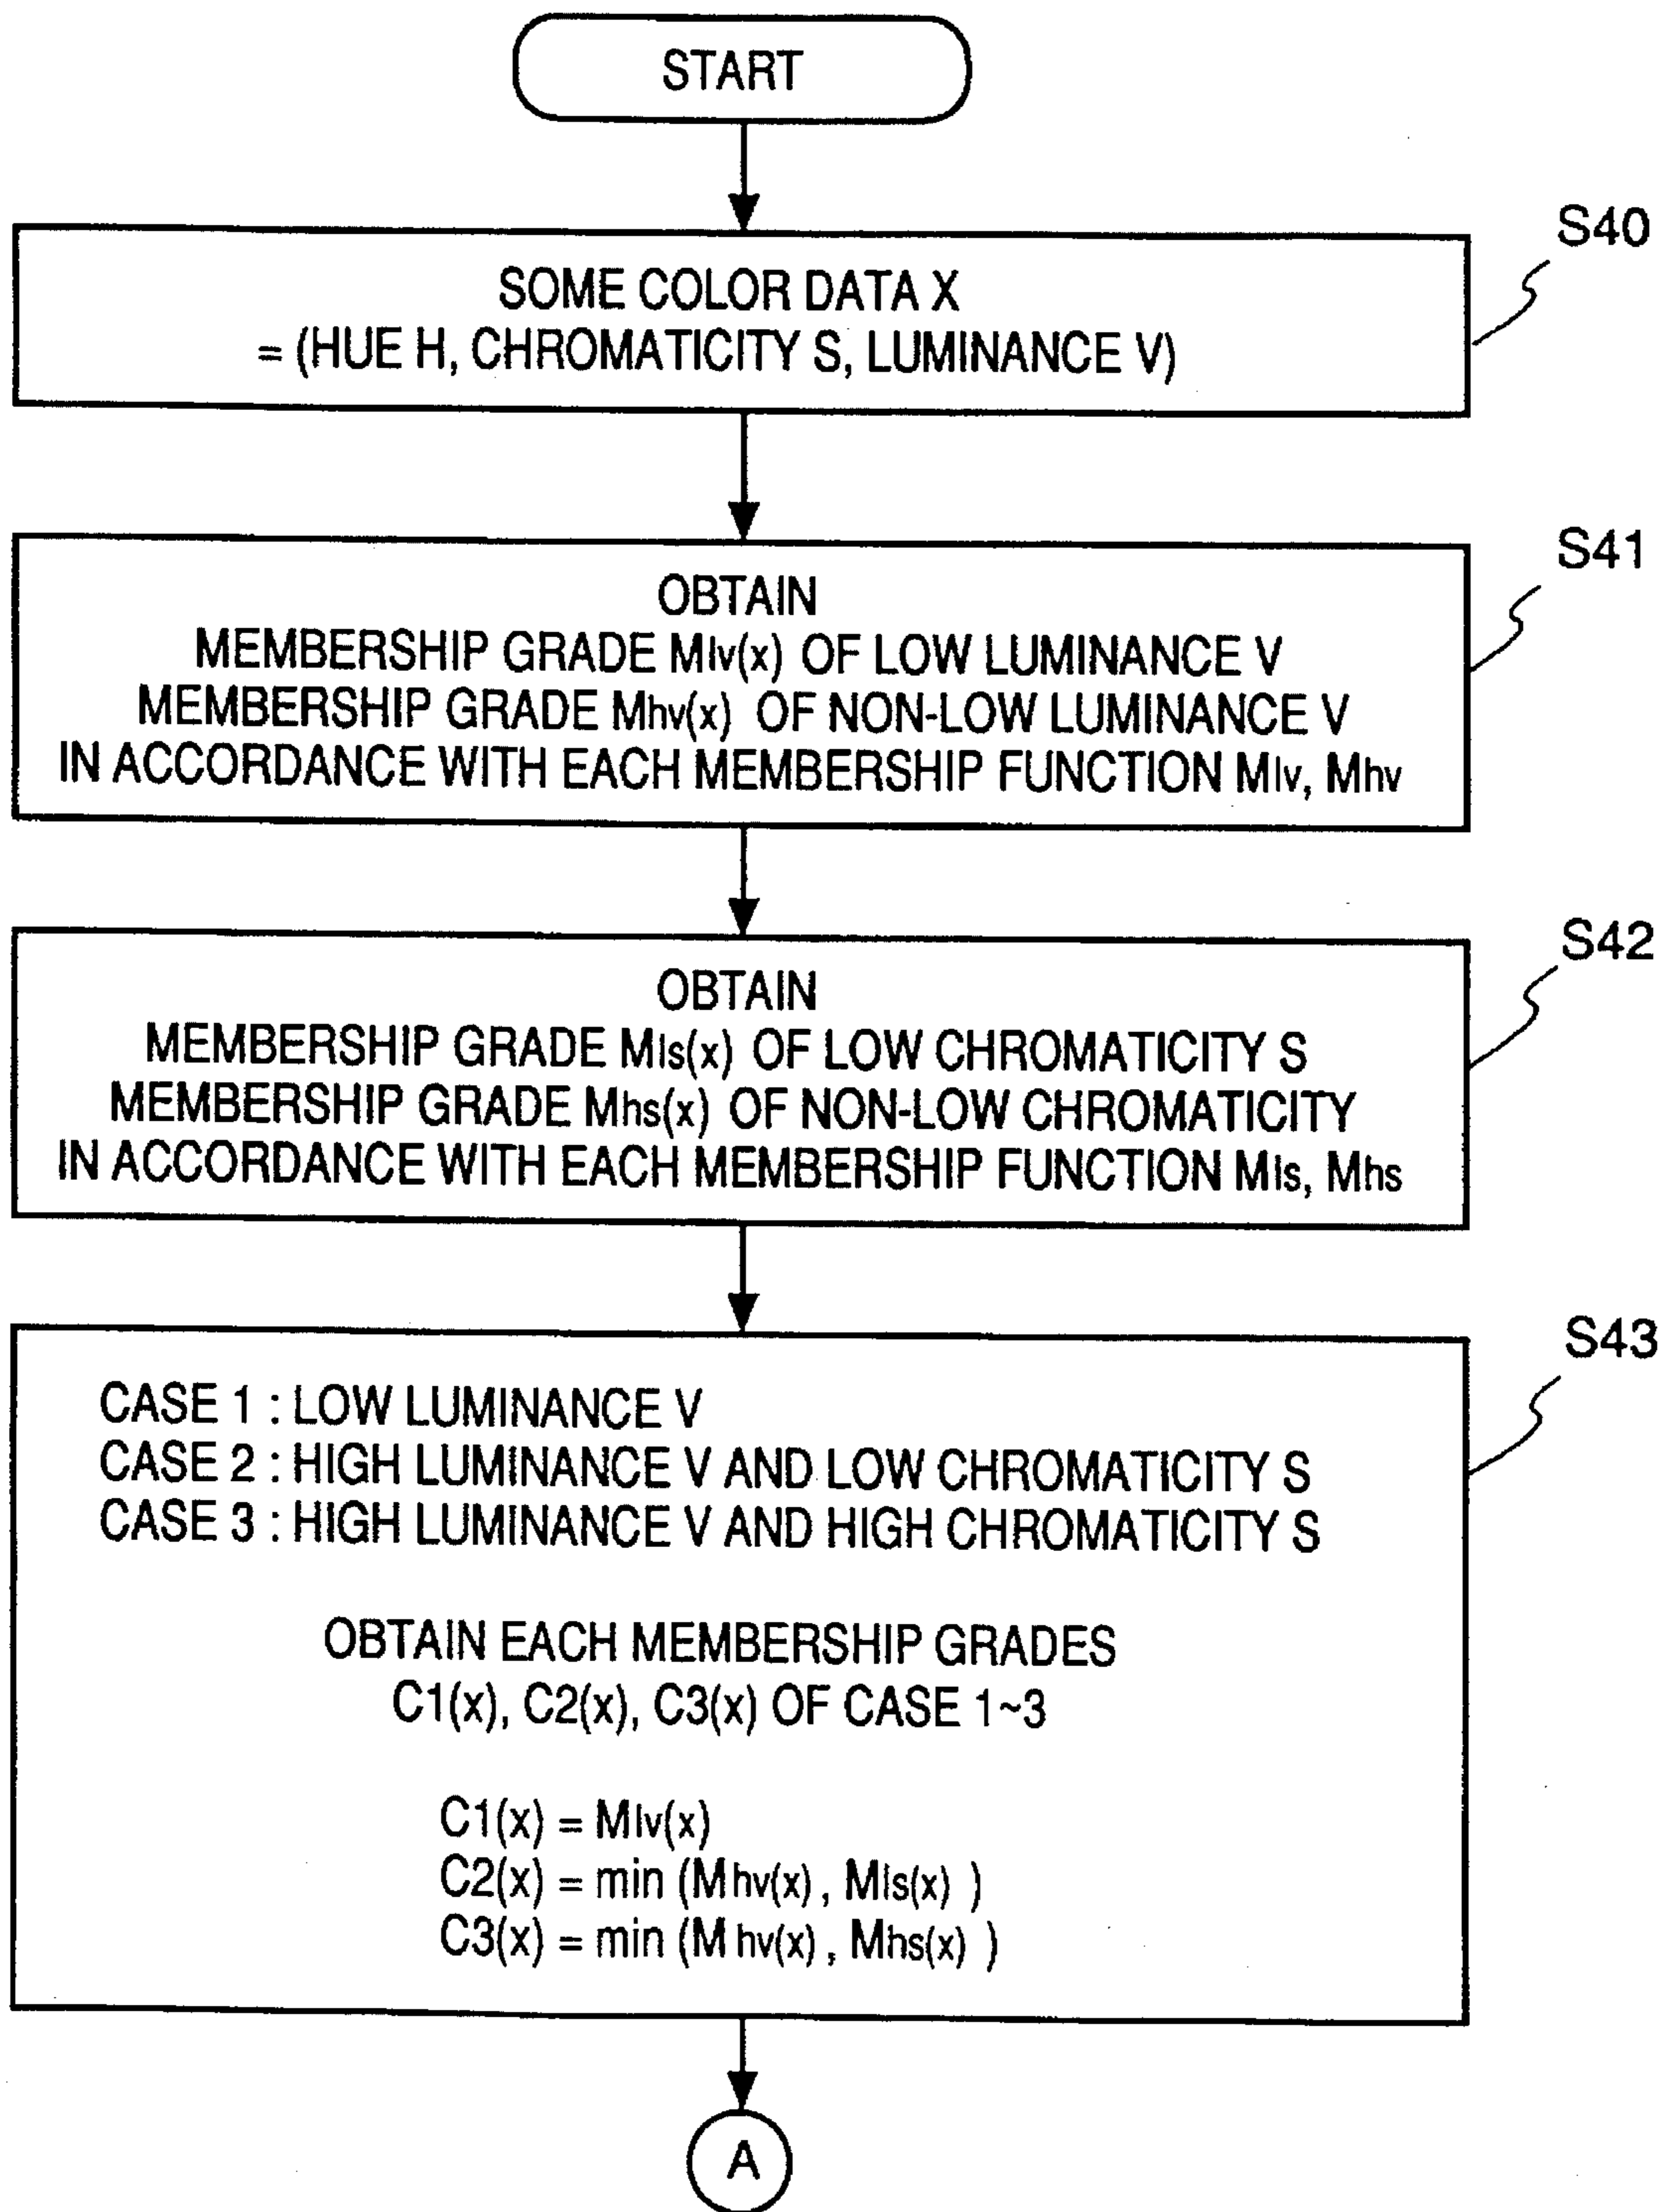 START
S40
SOME COLOR DATA X
= (HUE H, CHROMATICITY S, LUMINANCE V)
S41
OBTAIN
MEMBERSHIP GRADE Mlv(x) OF LOW LUMINANCE V
MEMBERSHIP GRADE Mhv(x) OF NON-LOW LUMINANCE V
IN ACCORDANCE WITH EACH MEMBERSHIP FUNCTION Mlv, Mhv
S42
OBTAIN
MEMBERSHIP GRADE Mls(x) OF LOW CHROMATICITY S
MEMBERSHIP GRADE Mhs(x) OF NON-LOW CHROMATICITY
IN ACCORDANCE WITH EACH MEMBERSHIP FUNCTION Mls, Mhs
S43
CASE 1 : LOW LUMINANCE V
CASE 2 : HIGH LUMINANCE V AND LOW CHROMATICITY S
CASE 3 : HIGH LUMINANCE V AND HIGH CHROMATICITY S
OBTAIN EACH MEMBERSHIP GRADES
C1(x), C2(x), C3(x) OF CASE 1~3
C1(x) = Mlv(x)
C2(x) = min (Mhv(x) , Mls(x) )
C3(x) = min (Mhv(x) , Mhs(x) )
A